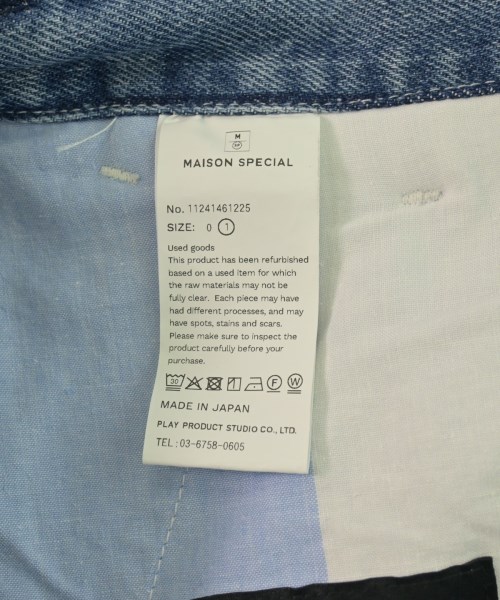 M
MAISON SPECIAL
No. 11241461225
SIZE: 0 1
Used goods
This product has been refurbished
based on a used item for which
the raw materials may not be
fully clear. Each piece may have
had different processes, and may
have spots, stains and scars.
Please make sure to inspect the
product carefully before your
purchase.
MADE IN JAPAN
PLAY PRODUCT STUDIO CO., LTD.
TEL:03-6758-0605